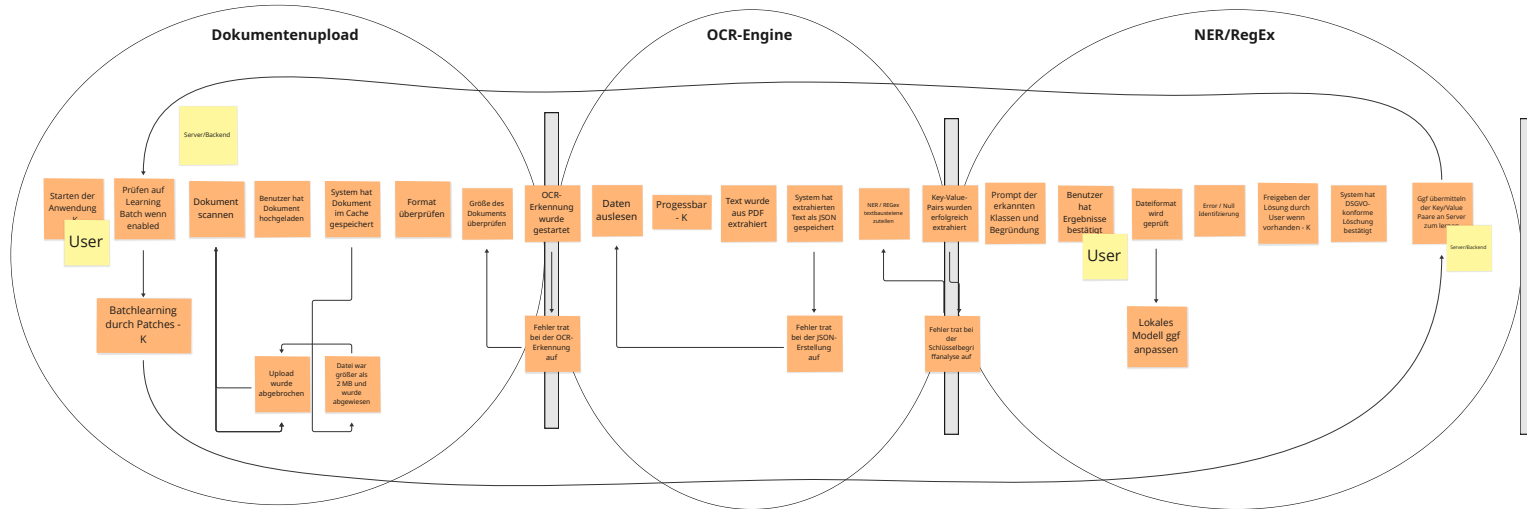 Dokumentenupload
OCR-Engine
NER/RegEx
Server/Backend
Starten der
Anwendung
K
User
Prüfen auf
Learning
Batch wenn
enabled
Dokument
scannen
Benutzer hat
Dokument
hochgeladen
System hat
Dokument
im Cache
gespeichert
Format
überprüfen
Größe des
Dokuments
überprüfen
OCR-
Erkennung
wurde
gestartet
Daten
auslesen
Progessbar
- K
Text wurde
aus PDF
extrahiert
System hat
extrahierten
Text als JSON
gespeichert
NER / REGex
textbausteiene
zuteilen
Key-Value-
Pairs wurden
erfolgreich
extrahiert
Prompt der
erkannten
Klassen und
Begründung
Benutzer
hat
Ergebnisse
bestätigt
User
Dateiformat
wird
geprüft
Error / Null
Identifizierung
Freigeben der
Lösung durch
User wenn
vorhanden - K
System hat
DSGVO-
konforme
Löschung
bestätigt
Ggf übermitteln
der Key/Value
Paare an Server
zum lernen
Server/Backend
Batchlearning
durch Patches -
K
Upload
wurde
abgebrochen
Datei war
größer als
2 MB und
wurde
abgewiesen
Fehler trat
bei der OCR-
Erkennung
auf
Fehler trat
bei der JSON-
Erstellung
auf
Fehler trat bei
der
Schlüsselbegri
ffanalyse auf
Lokales
Modell ggf
anpassen